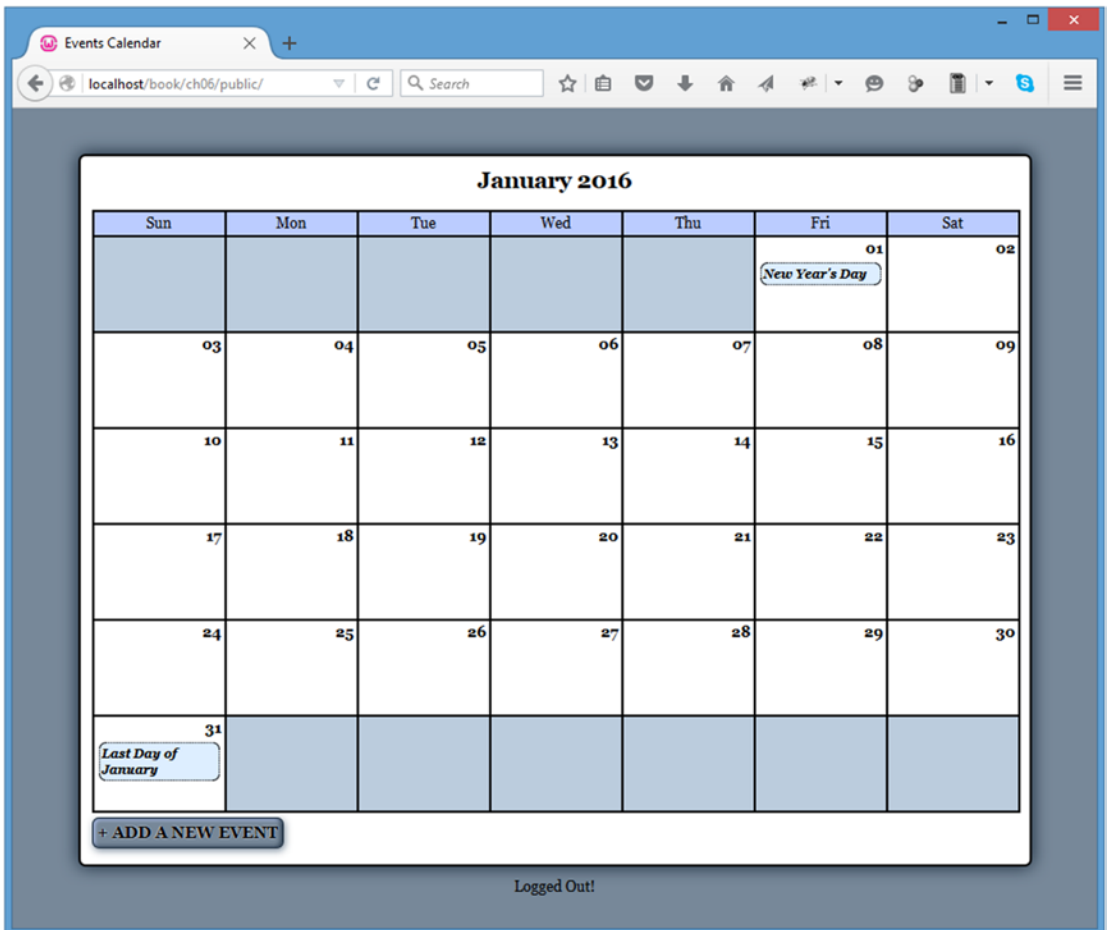 Events Calendar
localhost/book/ch06/public/
Search
January 2016
Sun Mon Tue Wed Thu Fri Sat
01 02
New Year's Day
03 04 05 06 07 08 09
10 11 12 13 14 15 16
17 18 19 20 21 22 23
24 25 26 27 28 29 30
31
Last Day of
January
+ ADD A NEW EVENT
Logged Out!